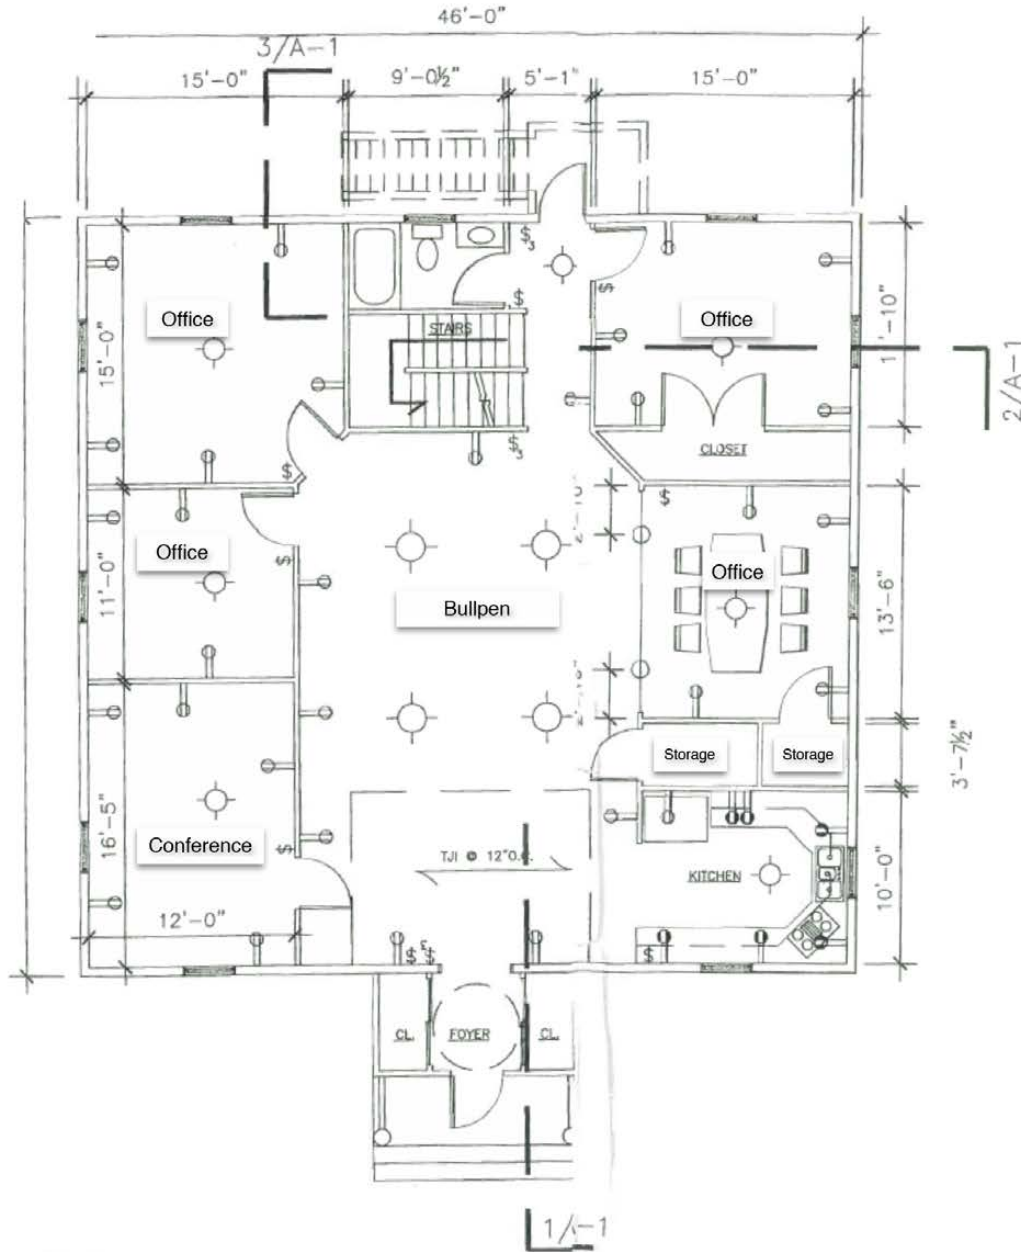 46'-0"
3/A-1
15'-0"
9'-0½"
5'-1"
15'-0"
Office
STAIRS
Office
15'-0"
2/A-1
CLOSET
Office
11'-0"
Office
Bullpen
13'-6"
Storage
Storage
3'-7½"
Conference
16'-5"
TJI @ 12"O.C.
KITCHEN
10'-0"
12'-0"
CL.
FOYER
CL.
1/A-1